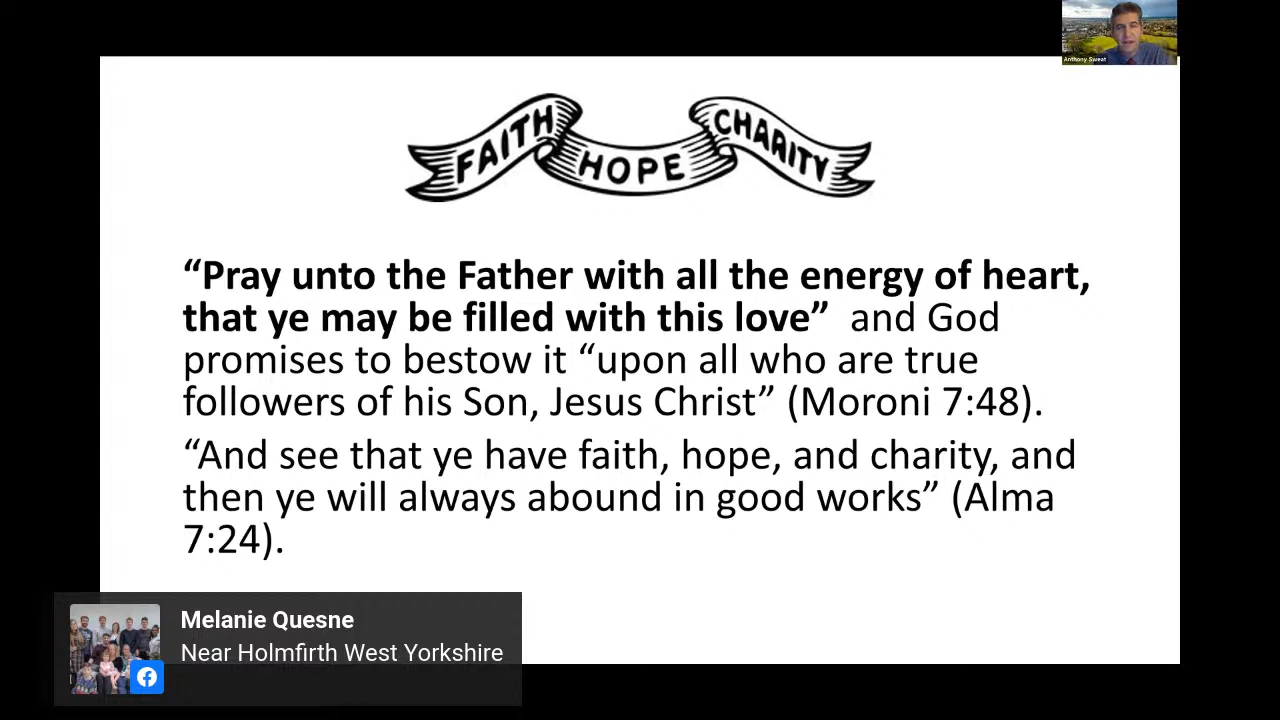 Anthony Sweat
FAITH HOPE CHARITY
“Pray unto the Father with all the energy of heart,
that ye may be filled with this love” and God
promises to bestow it “upon all who are true
followers of his Son, Jesus Christ” (Moroni 7:48).
“And see that ye have faith, hope, and charity, and
then ye will always abound in good works” (Alma
7:24).
Melanie Quesne
Near Holmfirth West Yorkshire